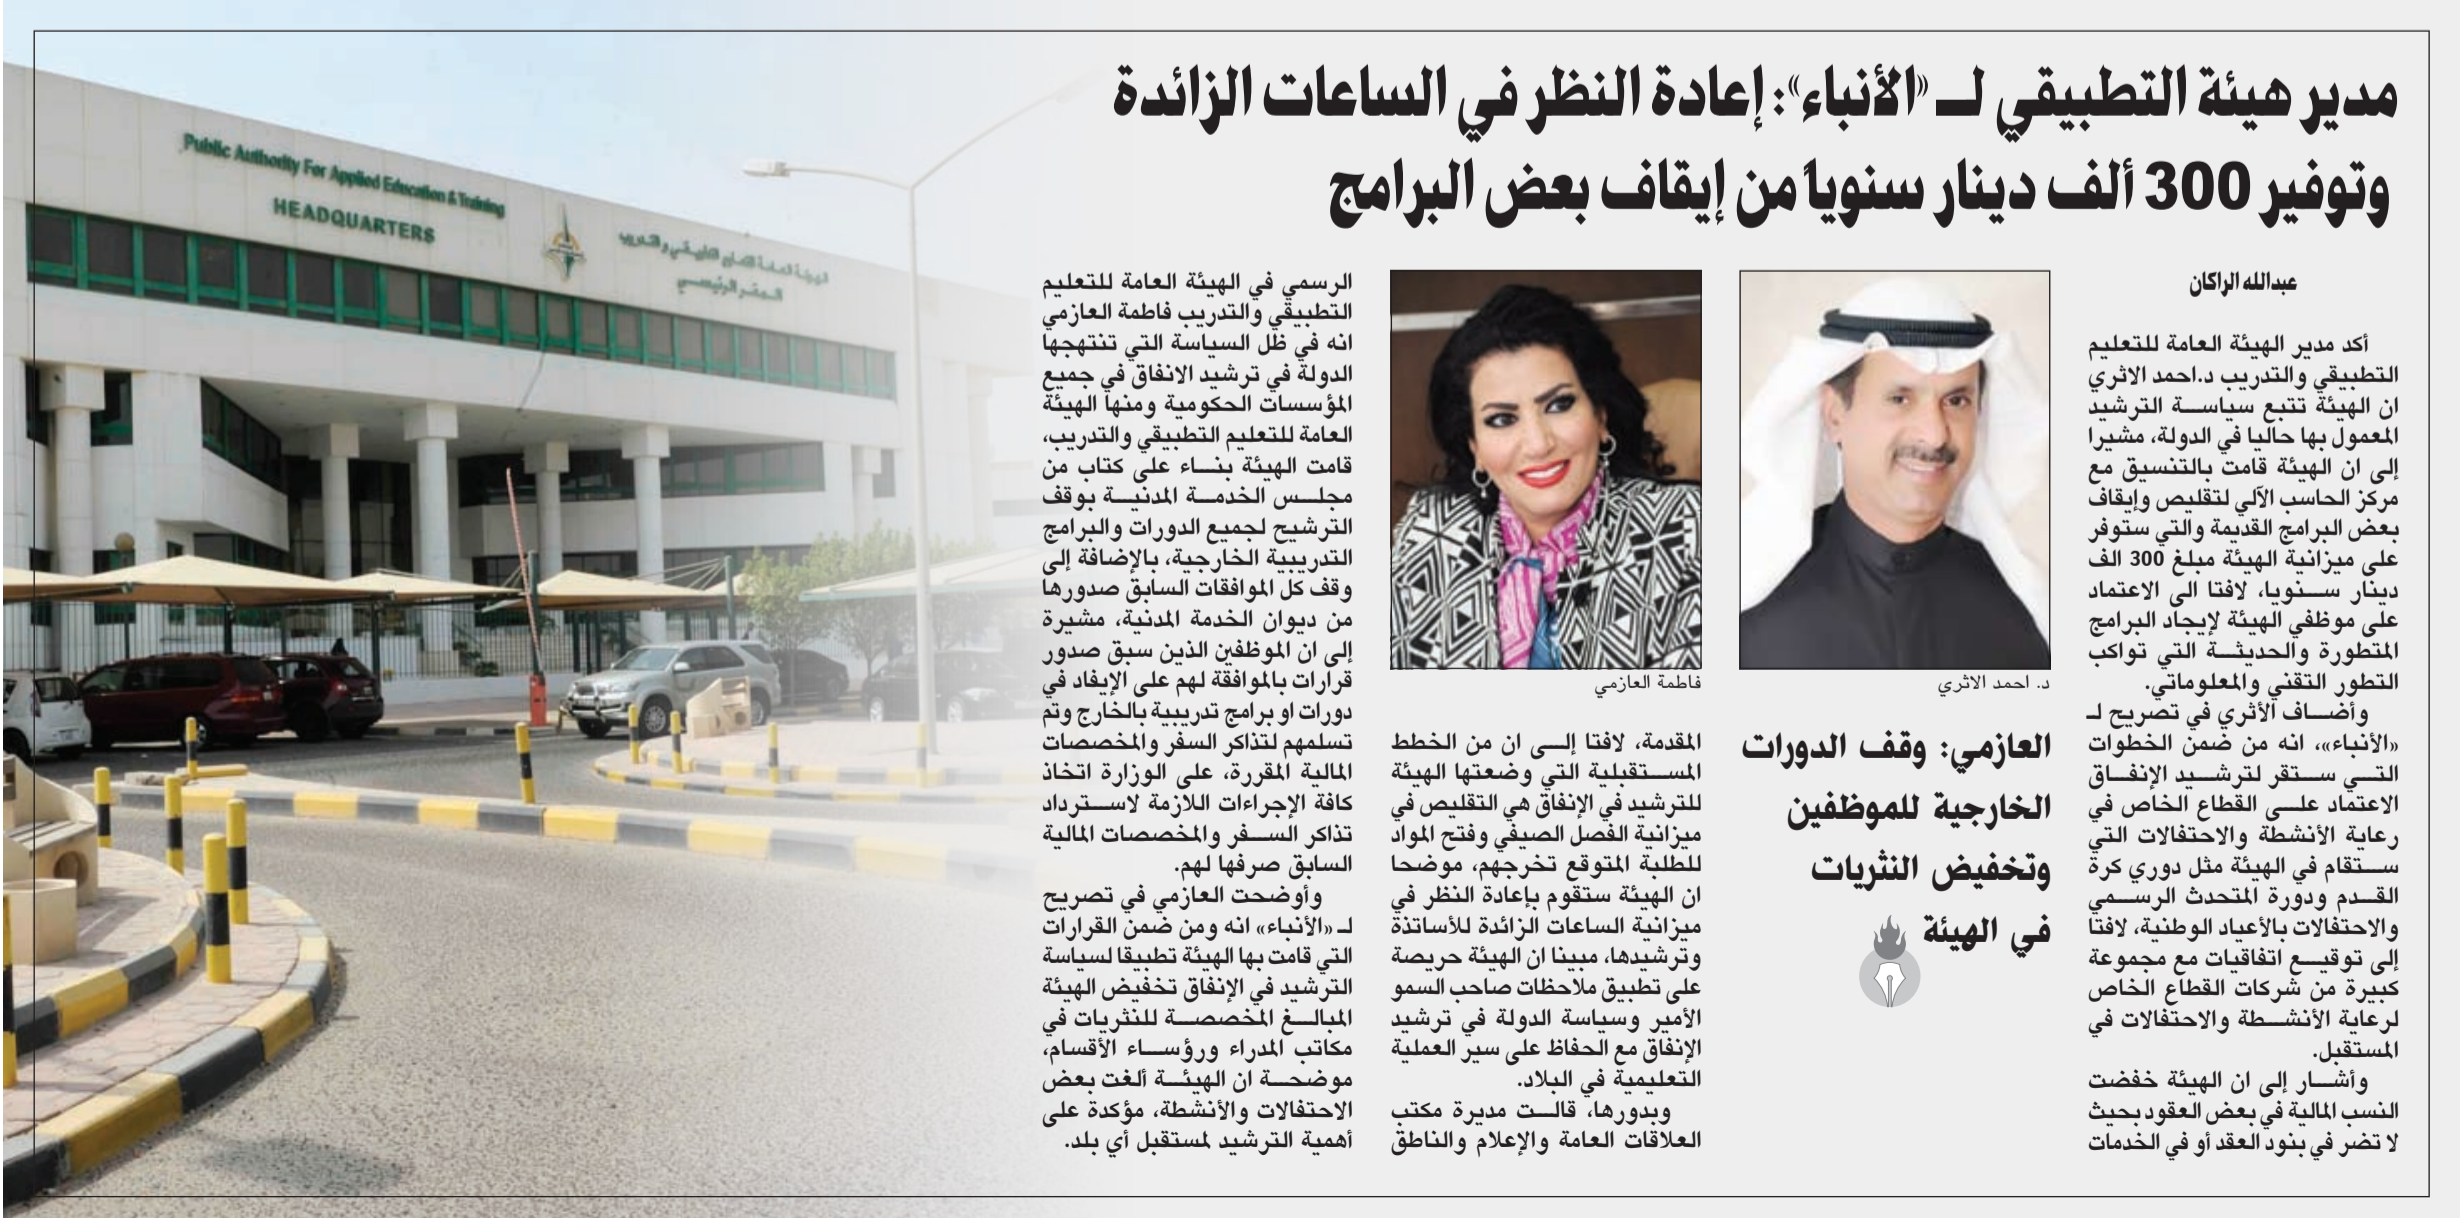 مدير هيئة التطبيقي لـ «الأنباء»: إعادة النظر في الساعات الزائدة
وتوفير 300 ألف دينار سنوياً من إيقاف بعض البرامج
عبدالله الراكان
أكد مدير الهيئة العامة للتعليم
التطبيقي والتدريب د.احمد الاثري
ان الهيئة تتبع سياسة الترشيد
المعمول بها حاليا في الدولة، مشيرا
إلى ان الهيئة قامت بالتنسيق مع
مركز الحاسب الآلي لتقليص وإيقاف
بعض البرامج القديمة والتي ستوفر
على ميزانية الهيئة مبلغ 300 الف
دينار سنويا، لافتا الى الاعتماد
على موظفي الهيئة لإيجاد البرامج
المتطورة والحديثة التي تواكب
التطور التقني والمعلوماتي.
وأضاف الأثري في تصريح لـ
«الأنباء»، انه من ضمن الخطوات
التي ستقر لترشيد الإنفاق
الاعتماد على القطاع الخاص في
رعاية الأنشطة والاحتفالات التي
ستقام في الهيئة مثل دوري كرة
القدم ودورة المتحدث الرسمي
والاحتفالات بالأعياد الوطنية، لافتا
إلى توقيع اتفاقيات مع مجموعة
كبيرة من شركات القطاع الخاص
لرعاية الأنشطة والاحتفالات في
المستقبل.
وأشار إلى ان الهيئة خفضت
النسب المالية في بعض العقود بحيث
لا تضر في بنود العقد أو في الخدمات
د. احمد الاثري
العازمي: وقف الدورات
الخارجية للموظفين
وتخفيض النثريات
في الهيئة
فاطمة العازمي
المقدمة، لافتا إلى ان من الخطط
المستقبلية التي وضعتها الهيئة
للترشيد في الإنفاق هي التقليص في
ميزانية الفصل الصيفي وفتح المواد
للطلبة المتوقع تخرجهم، موضحا
ان الهيئة ستقوم بإعادة النظر في
ميزانية الساعات الزائدة للأساتذة
وترشيدها، مبينا ان الهيئة حريصة
على تطبيق ملاحظات صاحب السمو
الأمير وسياسة الدولة في ترشيد
الإنفاق مع الحفاظ على سير العملية
التعليمية في البلاد.
وبدورها، قالت مديرة مكتب
العلاقات العامة والإعلام والناطق
الرسمي في الهيئة العامة للتعليم
التطبيقي والتدريب فاطمة العازمي
انه في ظل السياسة التي تنتهجها
الدولة في ترشيد الانفاق في جميع
المؤسسات الحكومية ومنها الهيئة
العامة للتعليم التطبيقي والتدريب،
قامت الهيئة بناء على كتاب من
مجلس الخدمة المدنية بوقف
الترشيح لجميع الدورات والبرامج
التدريبية الخارجية، بالإضافة إلى
وقف كل الموافقات السابق صدورها
من ديوان الخدمة المدنية، مشيرة
إلى ان الموظفين الذين سبق صدور
قرارات بالموافقة لهم على الإيفاد في
دورات او برامج تدريبية بالخارج وتم
تسلمهم لتذاكر السفر والمخصصات
المالية المقررة، على الوزارة اتخاذ
كافة الإجراءات اللازمة لاسترداد
تذاكر السفر والمخصصات المالية
السابق صرفها لهم.
وأوضحت العازمي في تصريح
لـ «الأنباء» انه ومن ضمن القرارات
التي قامت بها الهيئة تطبيقا لسياسة
الترشيد في الإنفاق تخفيض الهيئة
المبالغ المخصصة للنثريات في
مكاتب المدراء ورؤساء الأقسام،
موضحة ان الهيئة ألغت بعض
الاحتفالات والأنشطة، مؤكدة على
أهمية الترشيد لمستقبل أي بلد.
Public Authority For Applied Education & Training
HEADQUARTERS
الهيئة العامة للتعليم التطبيقي والتدريب
المقر الرئيسي